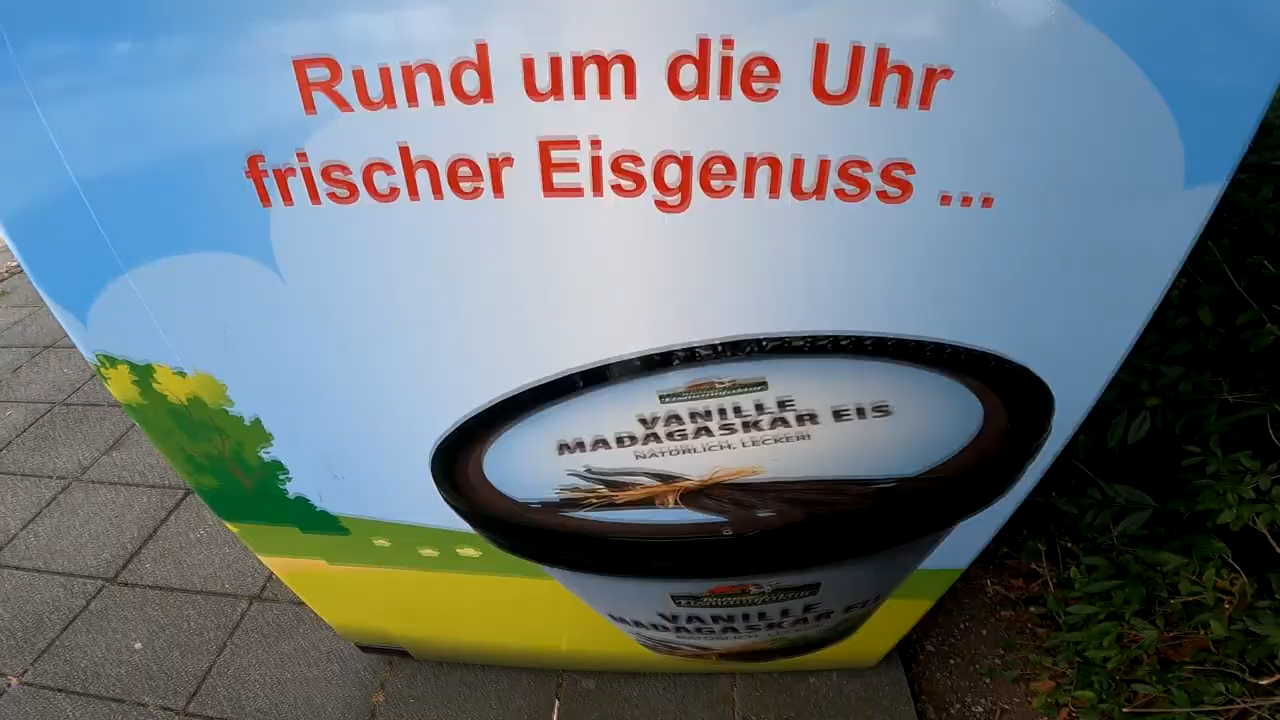 Rund um die Uhr
frischer Eisgenuss ...
VANILLE
MADAGASKAR EIS
NATÜRLICH, LECKER!
VANILLE
MADAGASKAR EIS